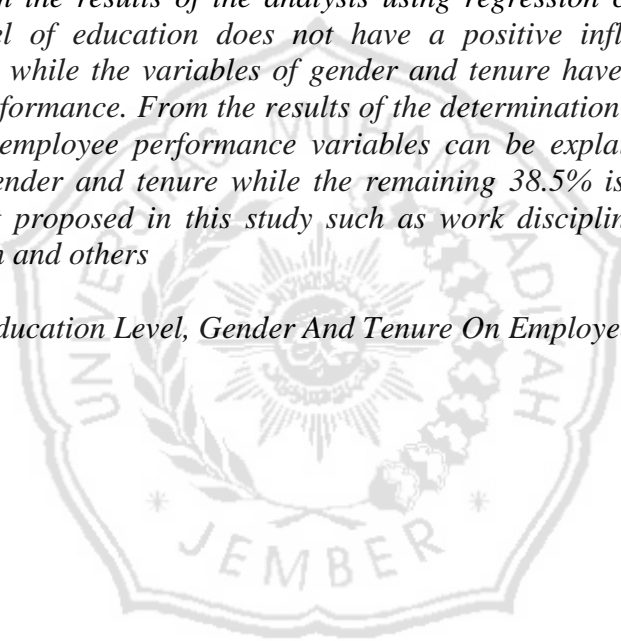 n the results of the analysis using regression c
el of education does not have a positive infl
while the variables of gender and tenure have
rformance. From the results of the determination
employee performance variables can be expla
ender and tenure while the remaining 38.5% is
t proposed in this study such as work disciplin
n and others
ducation Level, Gender And Tenure On Employe
UNIVERSITAS MUHAMMADIYAH
JEMBER